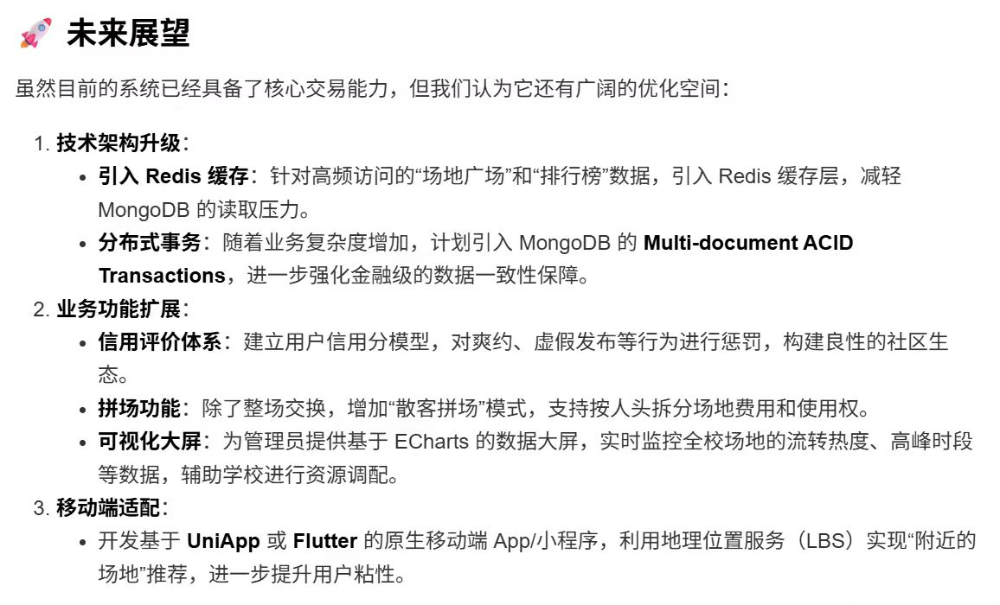 🚀 未来展望
虽然目前的系统已经具备了核心交易能力，但我们认为它还有广阔的优化空间：
1. 技术架构升级：
• 引入 Redis 缓存：针对高频访问的“场地广场”和“排行榜”数据，引入 Redis 缓存层，减轻
MongoDB 的读取压力。
• 分布式事务：随着业务复杂度增加，计划引入 MongoDB 的 Multi-document ACID
Transactions，进一步强化金融级的数据一致性保障。
2. 业务功能扩展：
• 信用评价体系：建立用户信用分模型，对爽约、虚假发布等行为进行惩罚，构建良性的社区生
态。
• 拼场功能：除了整场交换，增加“散客拼场”模式，支持按人头拆分场地费用和使用权。
• 可视化大屏：为管理员提供基于 ECharts 的数据大屏，实时监控全校场地的流转热度、高峰时段
等数据，辅助学校进行资源调配。
3. 移动端适配：
• 开发基于 UniApp 或 Flutter 的原生移动端 App/小程序，利用地理位置服务（LBS）实现“附近的
场地”推荐，进一步提升用户粘性。